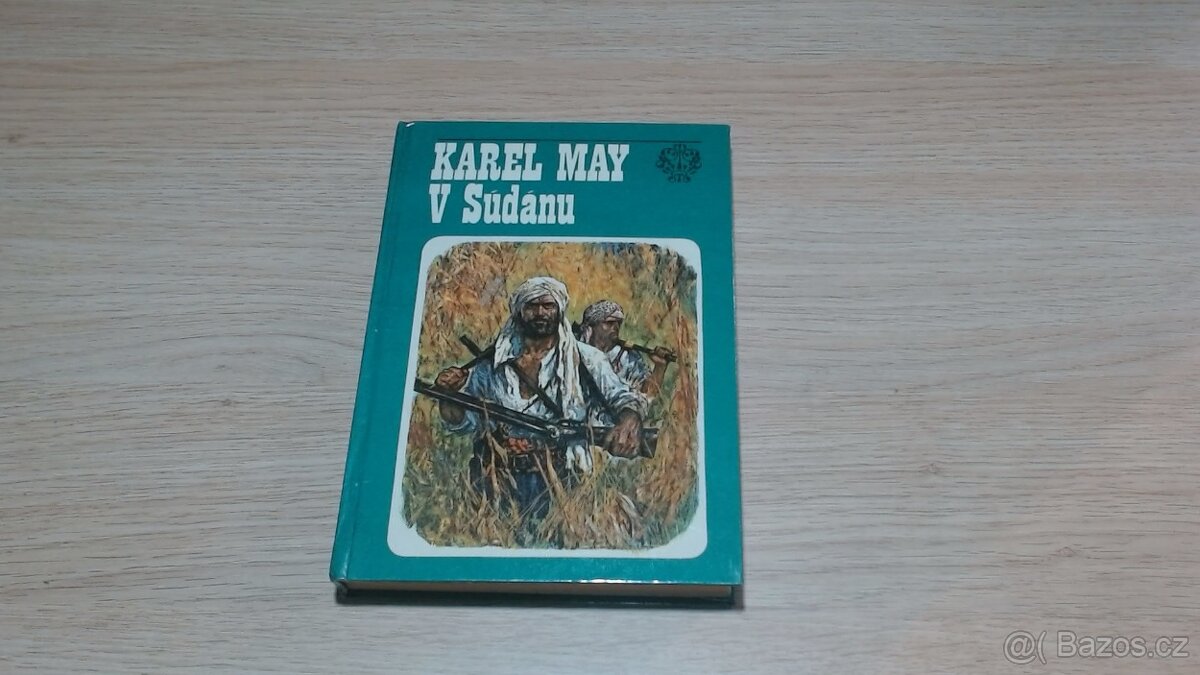 KAREL MAY
V Súdánu
@( Bazos.cz